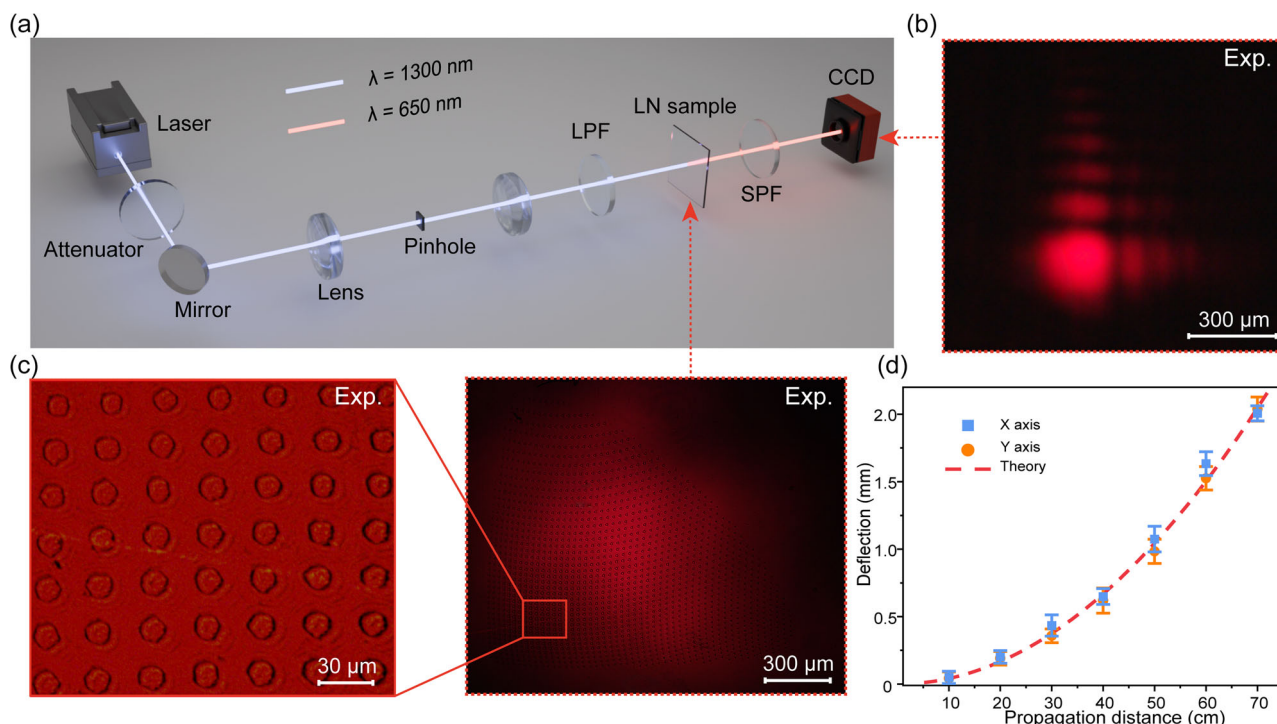 (a)
λ = 1300 nm
λ = 650 nm
Laser
Attenuator
Mirror
Lens
Pinhole
LPF
LN sample
SPF
CCD
(b)
Exp.
300 µm
(c)
Exp.
30 µm
Exp.
300 µm
(d)
X axis
Y axis
Theory
Deflection (mm)
2.0
1.5
1.0
0.5
0
10 20 30 40 50 60 70
Propagation distance (cm)